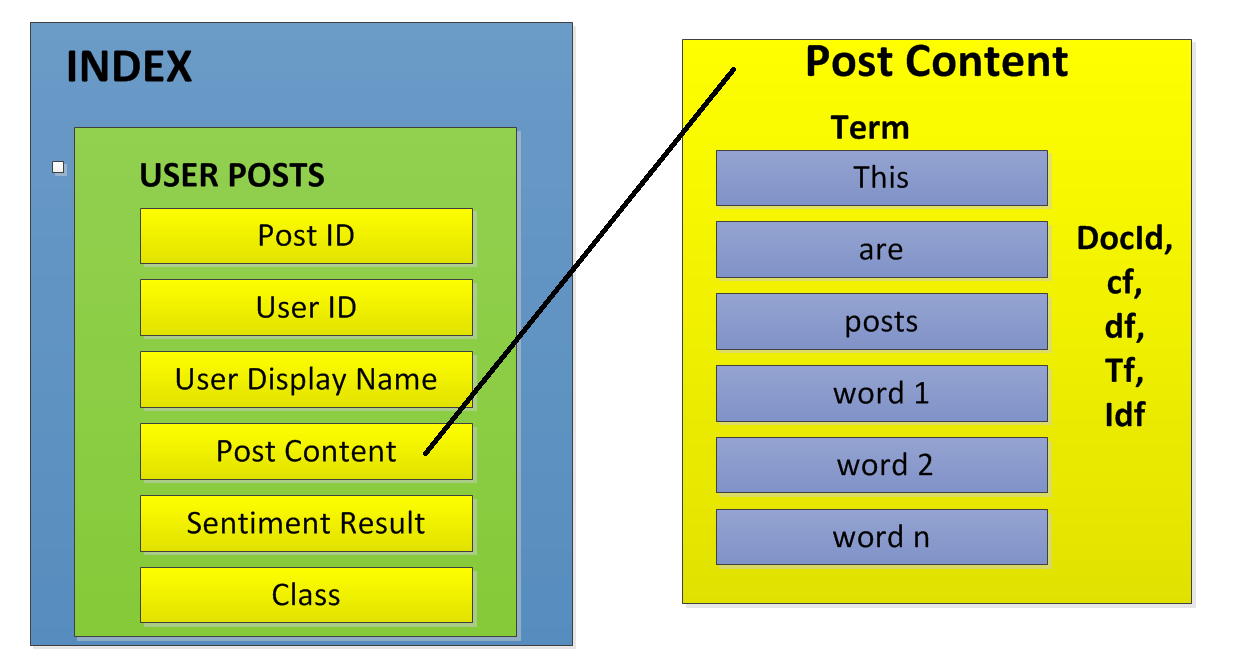 INDEX
USER POSTS
Post ID
User ID
User Display Name
Post Content
Sentiment Result
Class
Post Content
Term
This
are
posts
word 1
word 2
word n
DocId,
cf,
df,
Tf,
Idf